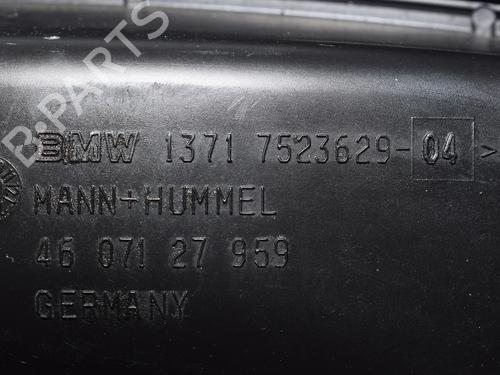 BMW 1371 7523629-04 >
MANN+HUMMEL
46 071 27 959
GERMANY
B-PARTS